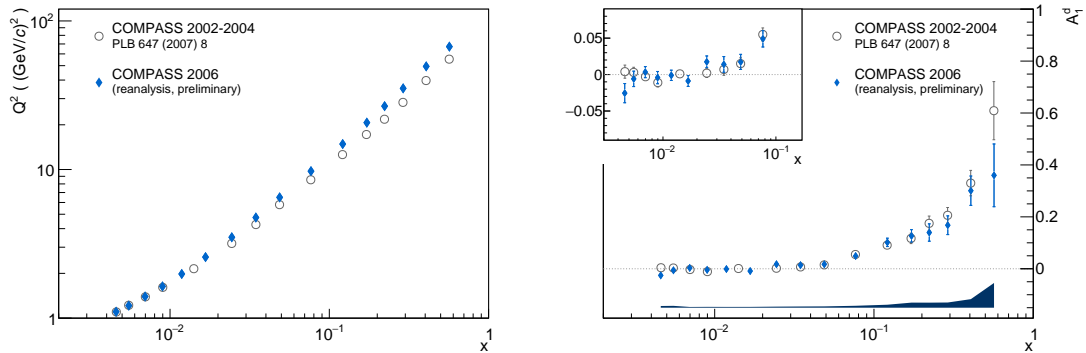 Q² ( (GeV/c)²)
10²
10
1
COMPASS 2002-2004
PLB 647 (2007) 8
COMPASS 2006
(reanalysis, preliminary)
10⁻²
10⁻¹
1
x
0.05
0
−0.05
10⁻²
10⁻¹
x
COMPASS 2002-2004
PLB 647 (2007) 8
COMPASS 2006
(reanalysis, preliminary)
A₁ᵈ
1
0.8
0.6
0.4
0.2
0
10⁻²
10⁻¹
1
x